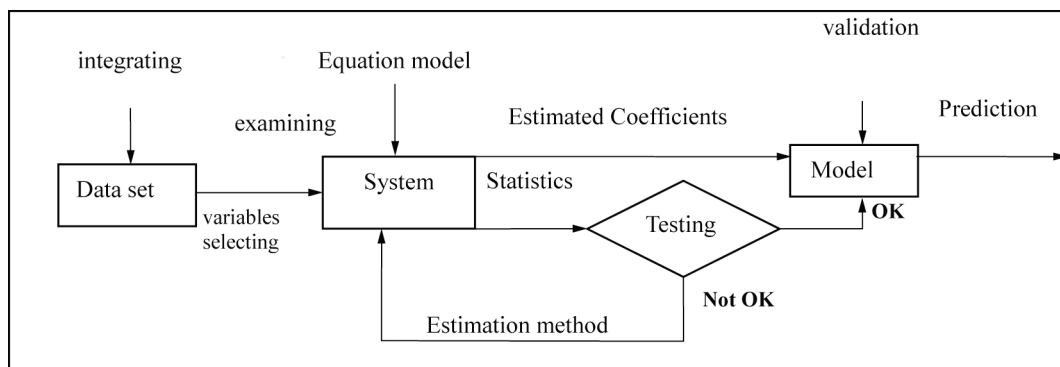 validation
integrating
Equation model
Prediction
examining
Estimated Coefficients
Data set
System
Statistics
Model
variables
selecting
Testing
OK
Not OK
Estimation method